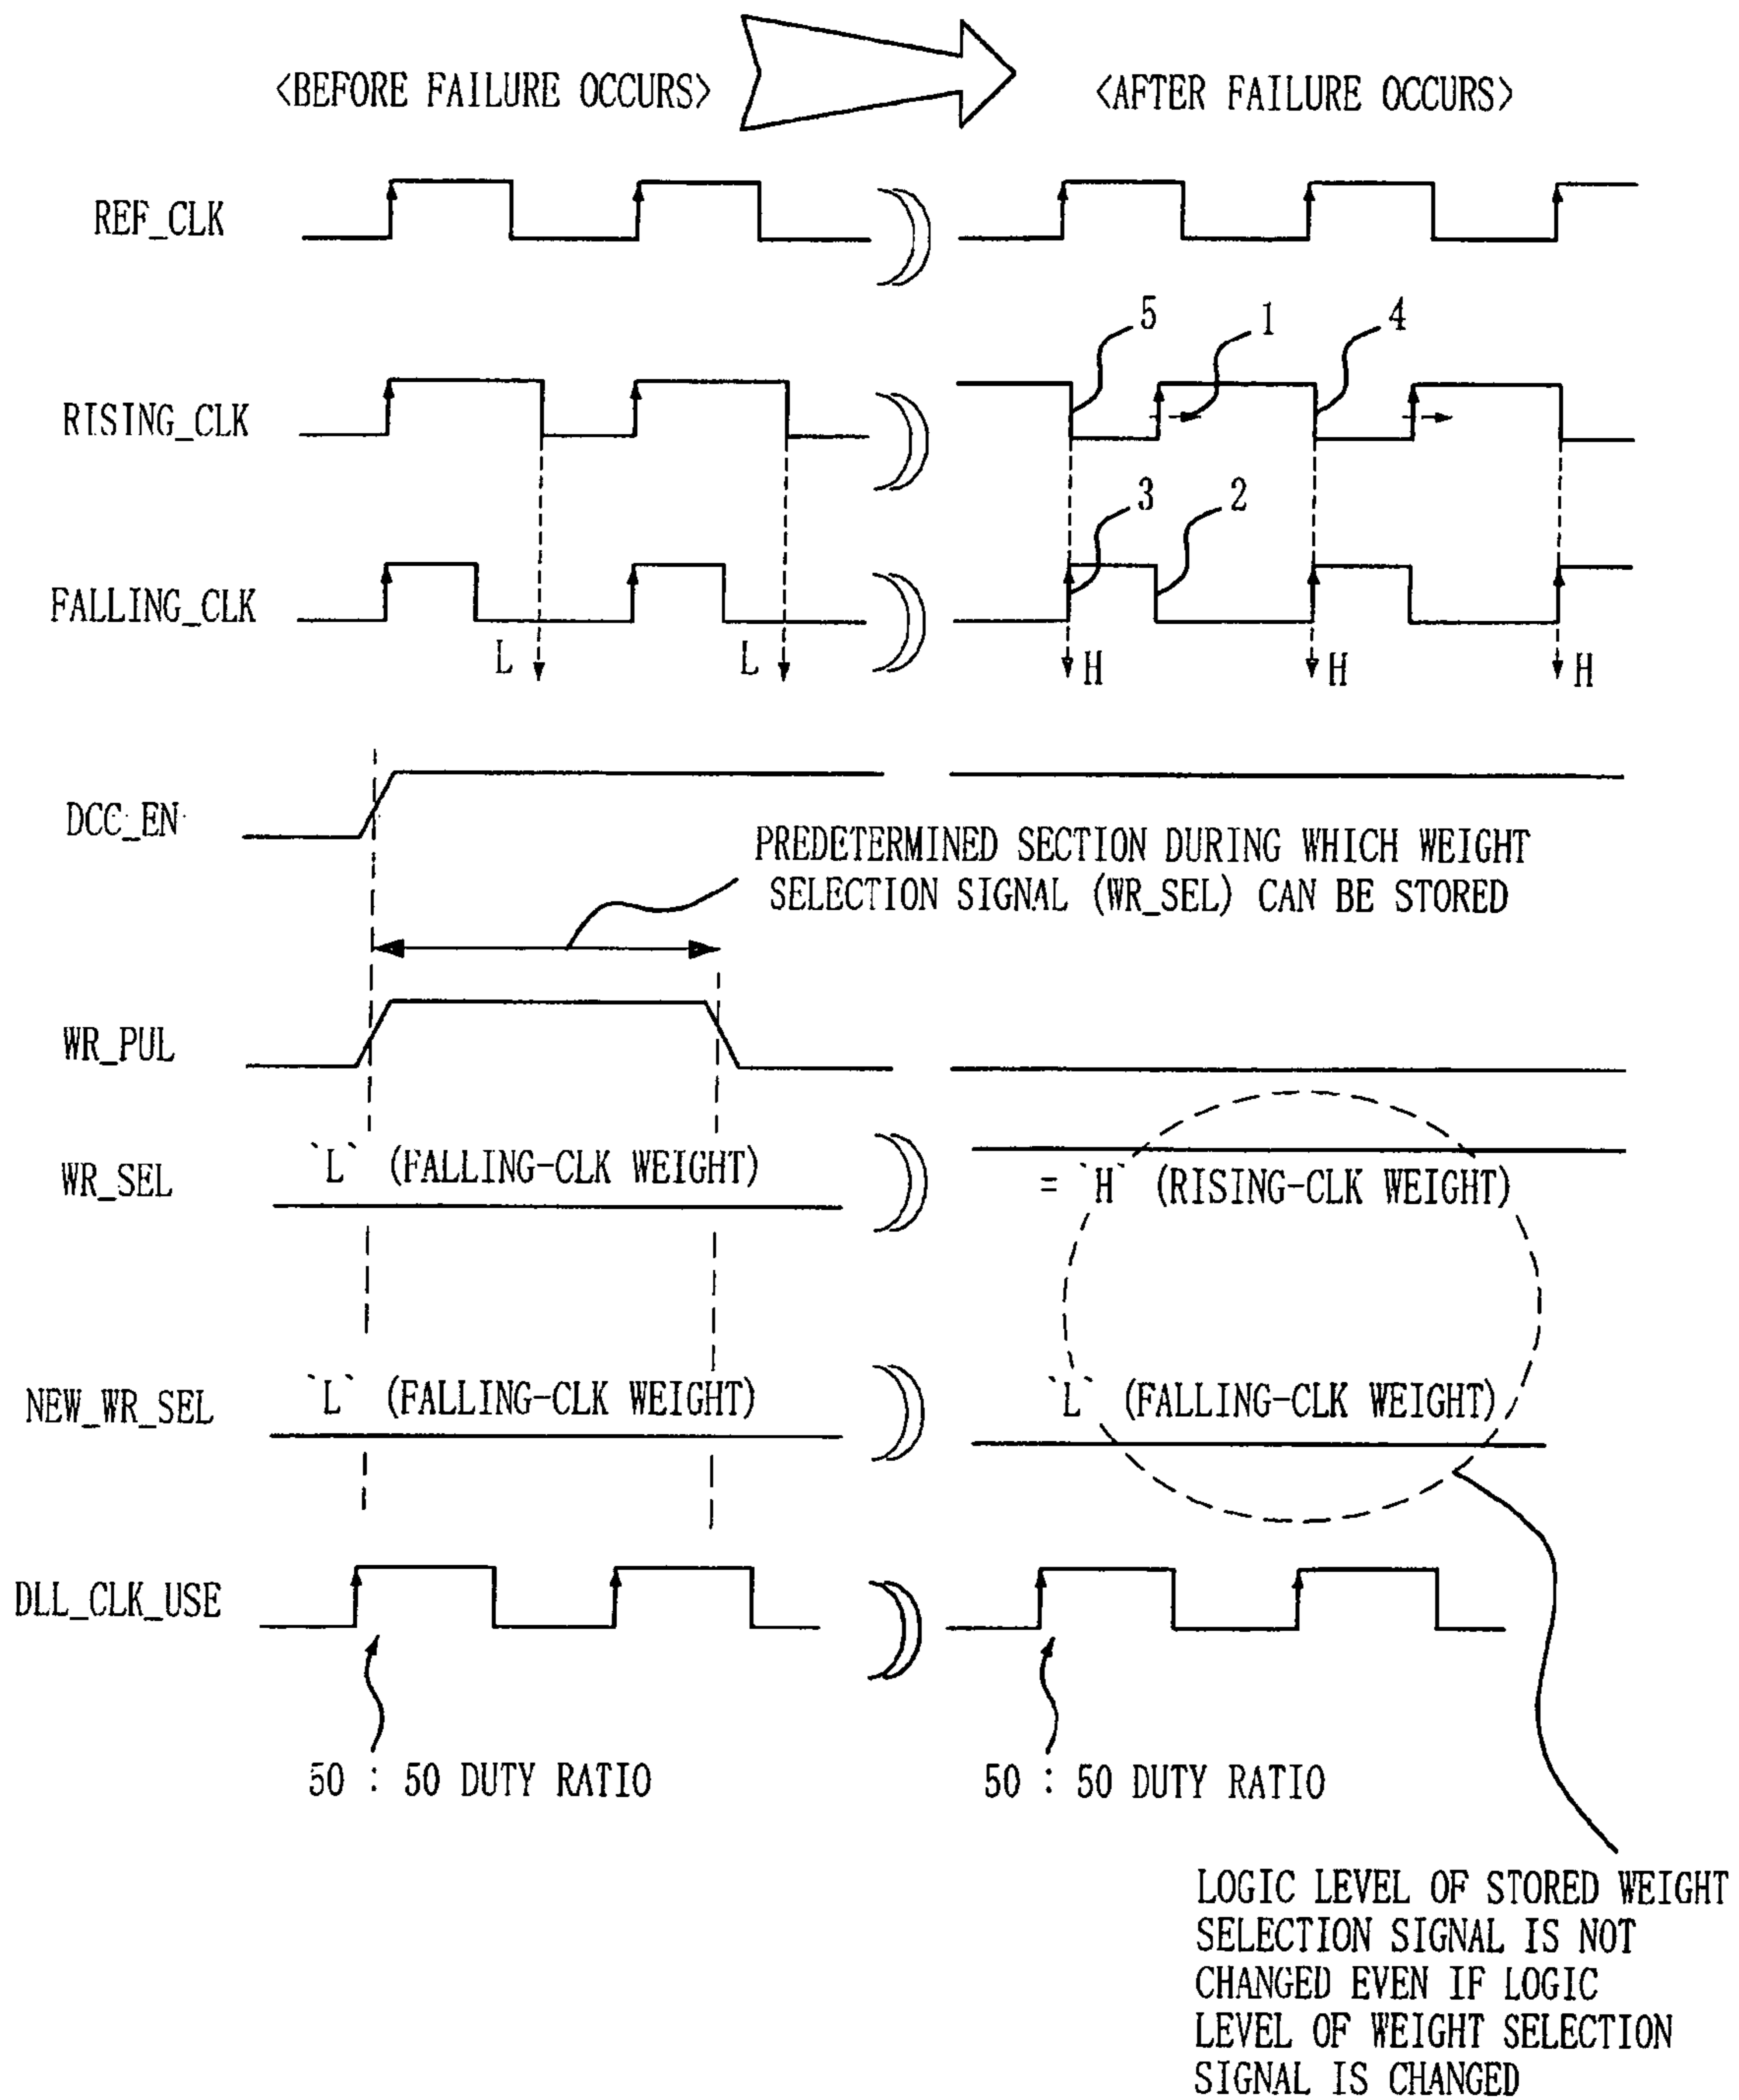 <BEFORE FAILURE OCCURS>
<AFTER FAILURE OCCURS>
REF_CLK
5
1
4
RISING_CLK
3
2
FALLING_CLK
L
L
H
H
H
DCC_EN
PREDETERMINED SECTION DURING WHICH WEIGHT
SELECTION SIGNAL (WR_SEL) CAN BE STORED
WR_PUL
WR_SEL
`L` (FALLING-CLK WEIGHT)
= `H` (RISING-CLK WEIGHT)
NEW_WR_SEL
`L` (FALLING-CLK WEIGHT)
`L` (FALLING-CLK WEIGHT)
DLL_CLK_USE
50 : 50 DUTY RATIO
50 : 50 DUTY RATIO
LOGIC LEVEL OF STORED WEIGHT
SELECTION SIGNAL IS NOT
CHANGED EVEN IF LOGIC
LEVEL OF WEIGHT SELECTION
SIGNAL IS CHANGED